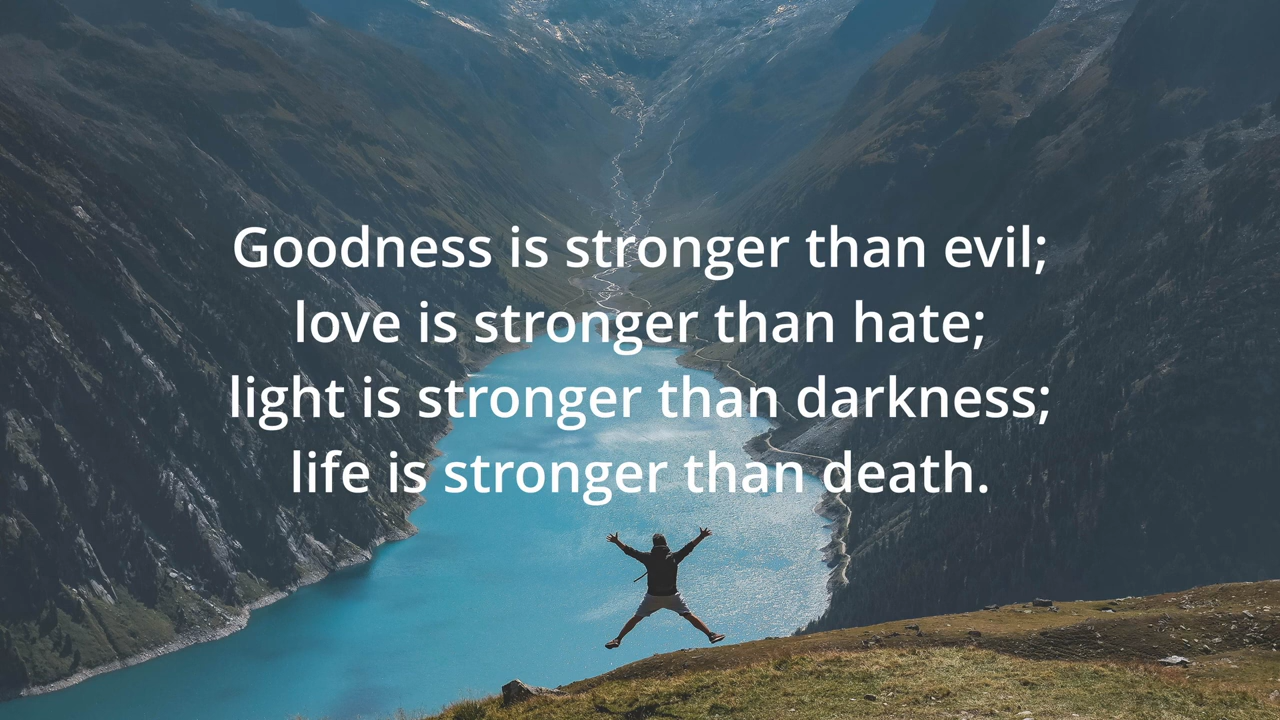 Goodness is stronger than evil;
love is stronger than hate;
light is stronger than darkness;
life is stronger than death.